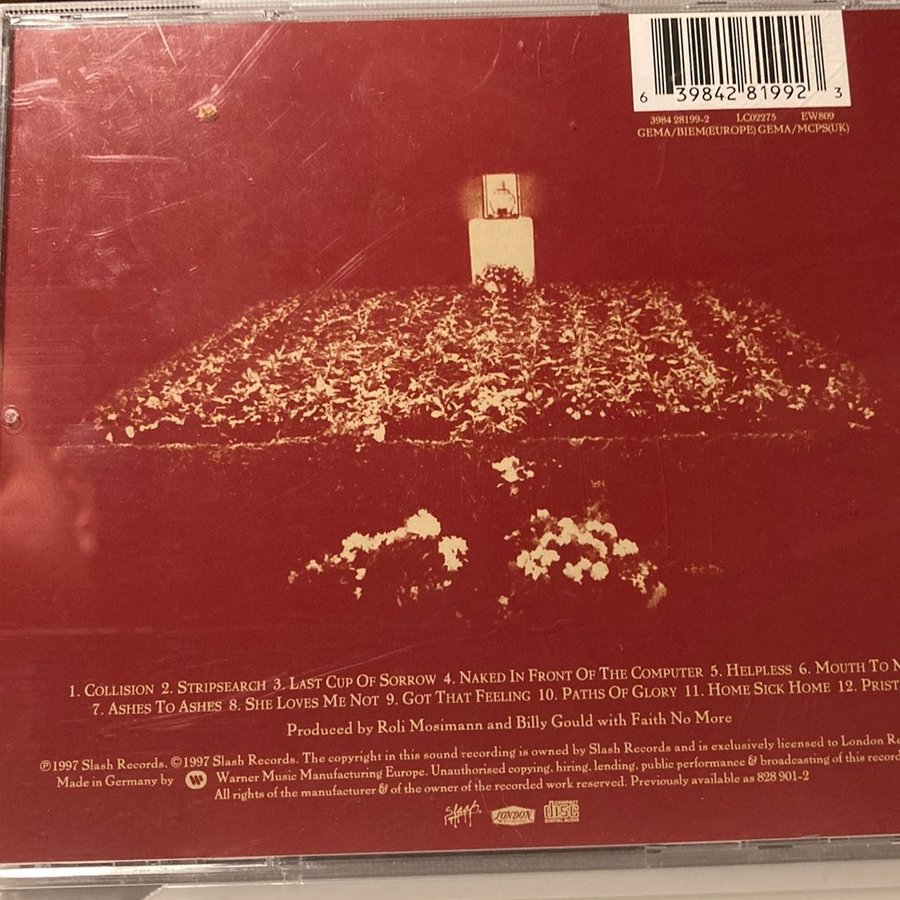 6 39842 81992 3
3984 28199-2 LC02275 EW809
GEMA/BIEM(EUROPE) GEMA/MCPS(UK)
1. COLLISION 2. STRIPSEARCH 3. LAST CUP OF SORROW 4. NAKED IN FRONT OF THE COMPUTER 5. HELPLESS 6. MOUTH TO
7. ASHES TO ASHES 8. SHE LOVES ME NOT 9. GOT THAT FEELING 10. PATHS OF GLORY 11. HOME SICK HOME 12.
Produced by Roli Mosimann and Billy Gould with Faith No More
℗1997 Slash Records. ©1997 Slash Records. The copyright in this sound recording is owned by Slash Records and is exclusively licensed to London
Made in Germany by W Warner Music Manufacturing Europe. Unauthorised copying, hiring, lending, public performance & broadcasting of this
All rights of the manufacturer & of the owner of the recorded work reserved. Previously available as 828 901-2
slash LONDON COMPACT disc DIGITAL AUDIO